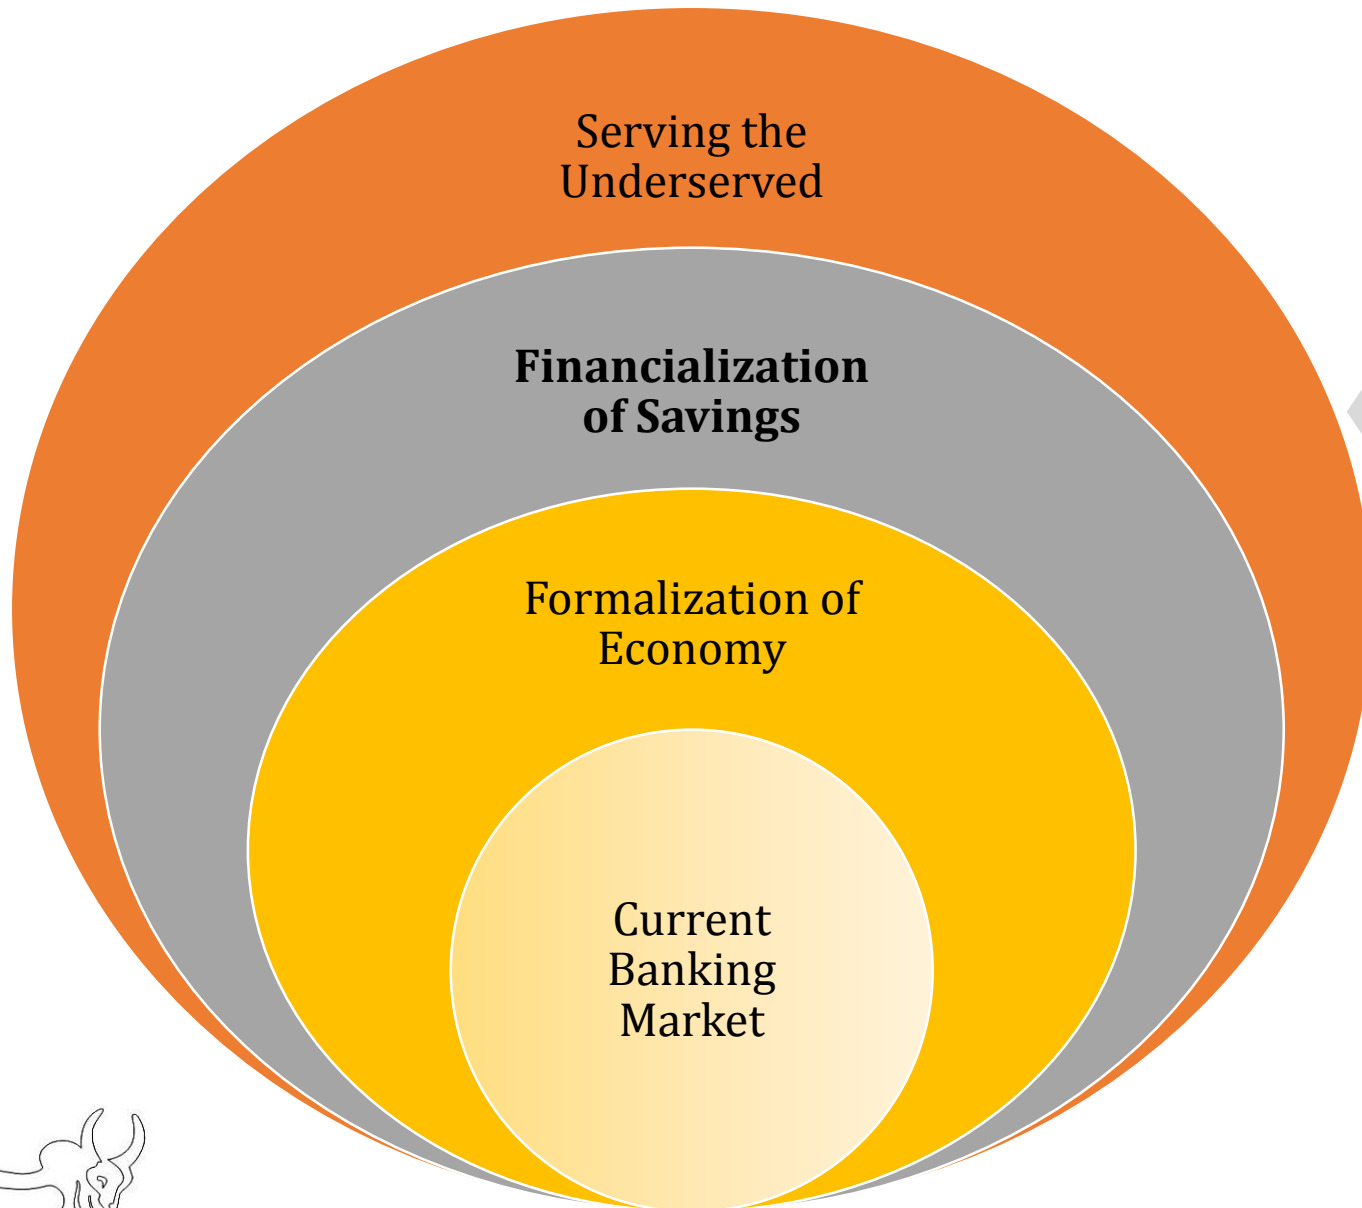 Serving the
Underserved
Financialization
of Savings
Formalization of
Economy
Current
Banking
Market